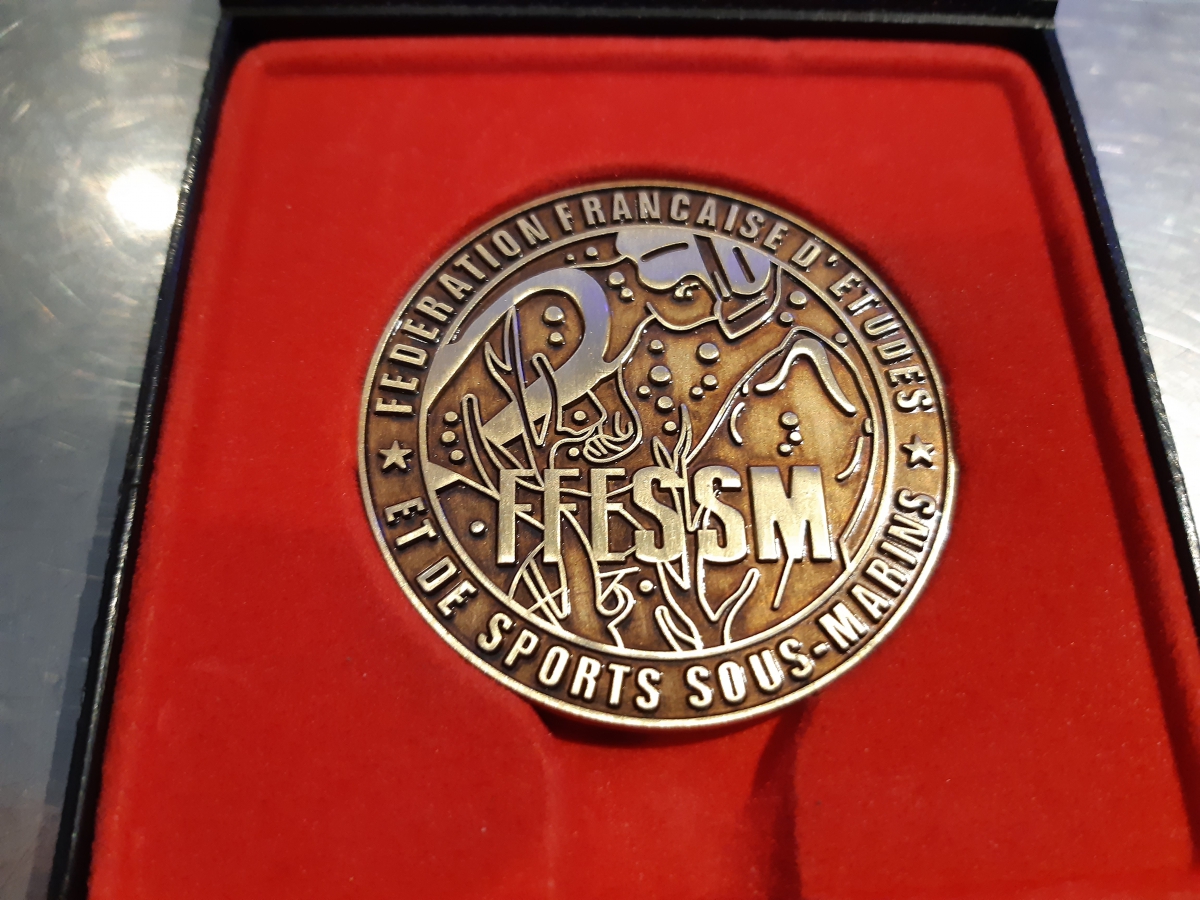 FEDERATION FRANCAISE D'ETUDES
FFESSM
ET DE SPORTS SOUS-MARINS